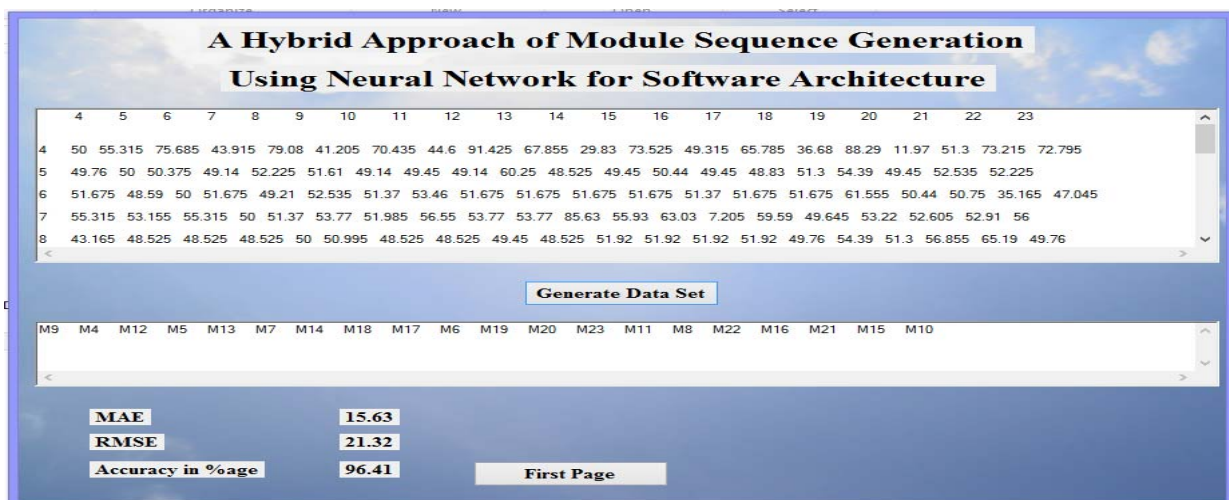 A Hybrid Approach of Module Sequence Generation
Using Neural Network for Software Architecture
4 5 6 7 8 9 10 11 12 13 14 15 16 17 18 19 20 21 22 23
4 50 55.315 75.685 43.915 79.08 41.205 70.435 44.6 91.425 67.855 29.83 73.525 49.315 65.785 36.68 88.29 11.97 51.3 73.215 72.795
5 49.76 50 50.375 49.14 52.225 51.61 49.14 49.45 49.14 60.25 48.525 49.45 50.44 49.45 48.83 51.3 54.39 49.45 52.535 52.225
6 51.675 48.59 50 51.675 49.21 52.535 51.37 53.46 51.675 51.675 51.675 51.675 51.37 51.675 51.675 61.555 50.44 50.75 35.165 47.045
7 55.315 53.155 55.315 50 51.37 53.77 51.985 56.55 53.77 53.77 85.63 55.93 63.03 7.205 59.59 49.645 53.22 52.605 52.91 56
8 43.165 48.525 48.525 48.525 50 50.995 48.525 48.525 49.45 48.525 51.92 51.92 51.92 51.92 49.76 54.39 51.3 56.855 65.19 49.76
Generate Data Set
M9 M4 M12 M5 M13 M7 M14 M18 M17 M6 M19 M20 M23 M11 M8 M22 M16 M21 M15 M10
MAE 15.63
RMSE 21.32
Accuracy in %age 96.41
First Page